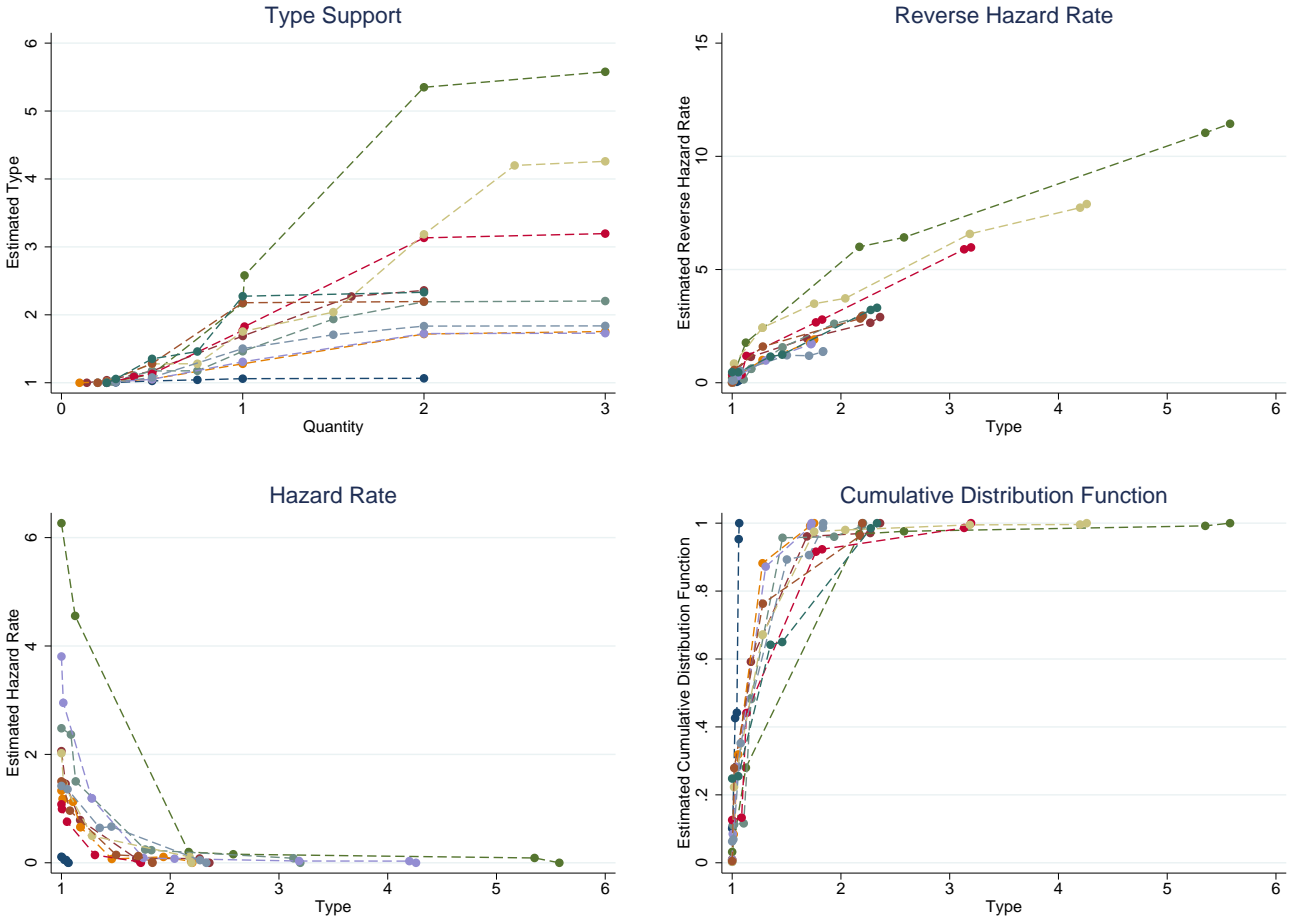 Type Support
Estimated Type
6
5
4
3
2
1
0 1 2 3
Quantity
Reverse Hazard Rate
Estimated Reverse Hazard Rate
15
10
5
0
1 2 3 4 5 6
Type
Hazard Rate
Estimated Hazard Rate
6
4
2
0
1 2 3 4 5 6
Type
Cumulative Distribution Function
Estimated Cumulative Distribution Function
1
.8
.6
.4
.2
0
1 2 3 4 5 6
Type